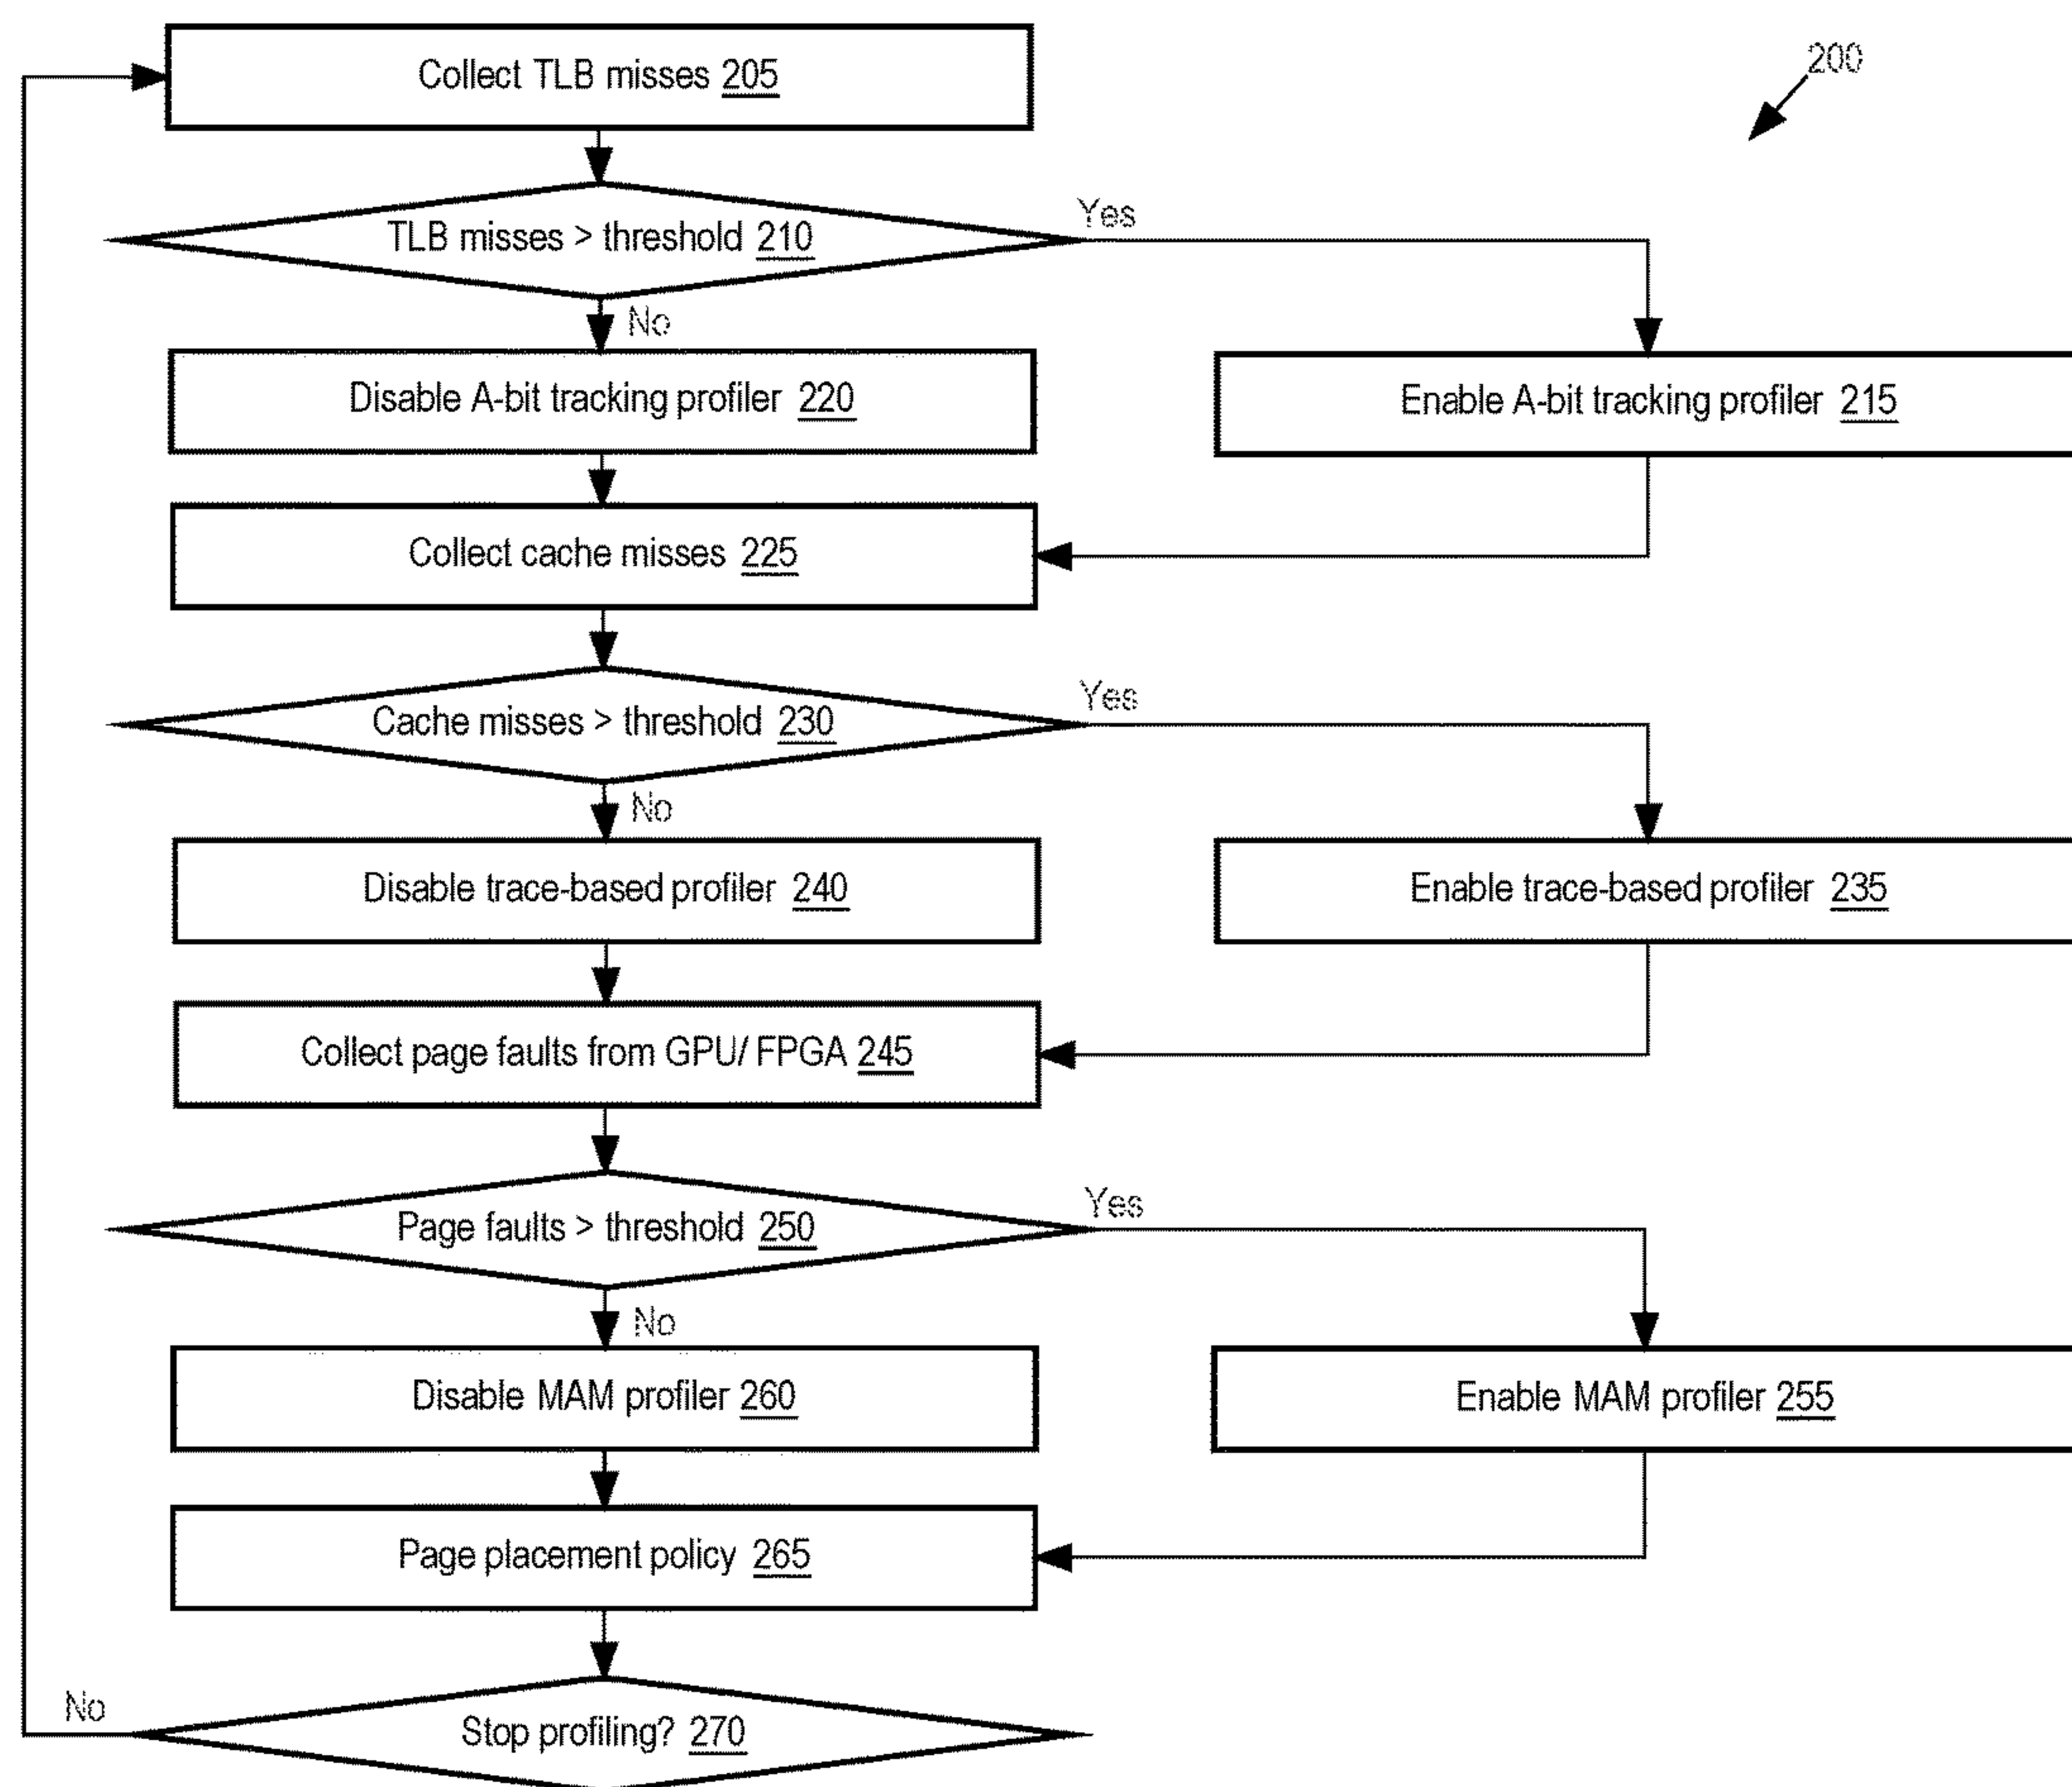 200
Collect TLB misses 205
TLB misses > threshold 210
Yes
No
Disable A-bit tracking profiler 220
Enable A-bit tracking profiler 215
Collect cache misses 225
Cache misses > threshold 230
Yes
No
Disable trace-based profiler 240
Enable trace-based profiler 235
Collect page faults from GPU/ FPGA 245
Page faults > threshold 250
Yes
No
Disable MAM profiler 260
Enable MAM profiler 255
Page placement policy 265
No
Stop profiling? 270